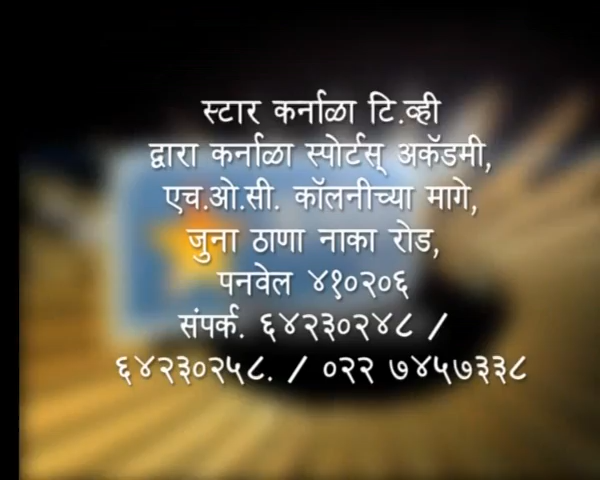 स्टार कर्नाळा टि.व्ही
द्वारा कर्नाळा स्पोर्टस् अकॅडमी,
एच.ओ.सी. कॉलनीच्या मागे,
जुना ठाणा नाका रोड,
पनवेल ४१०२०६
संपर्क. ६४२३०२४८ /
६४२३०२५८. / ०२२ ७४५७३३८